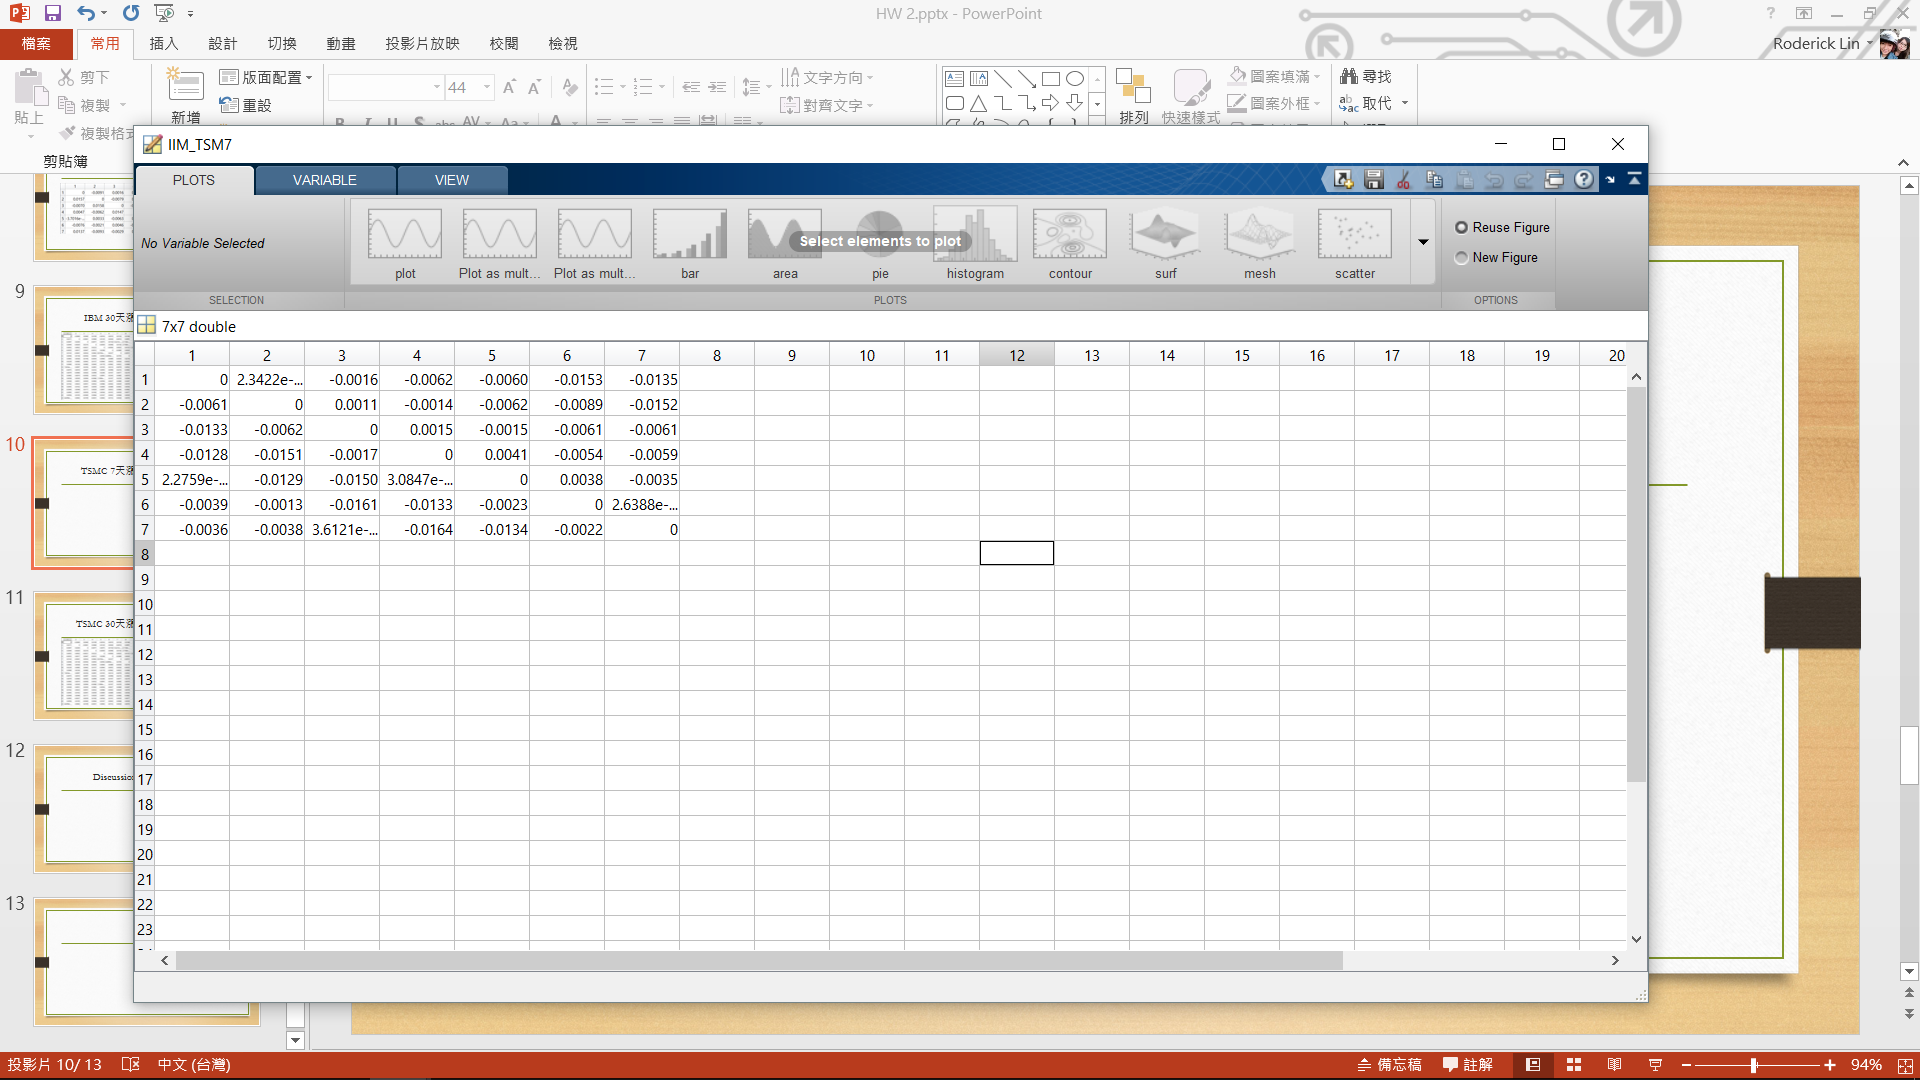 HW 2.pptx - PowerPoint
檔案 常用 插入 設計 切換 動畫 投影片放映 校閱 檢視
Roderick Lin
貼上
剪下
複製
複製格式
剪貼簿
新增
版面配置
重設
44
文字方向
對齊文字
排列
快速樣式
圖案填滿
圖案外框
尋找
取代
IIM_TSM7
PLOTS VARIABLE VIEW
No Variable Selected
Select elements to plot
plot Plot as mult... Plot as mult... bar area pie histogram contour surf mesh scatter
Reuse Figure
New Figure
SELECTION PLOTS OPTIONS
7x7 double
1 2 3 4 5 6 7 8 9 10 11 12 13 14 15 16 17 18 19 20
1 0 2.3422e-... -0.0016 -0.0062 -0.0060 -0.0153 -0.0135
2 -0.0061 0 0.0011 -0.0014 -0.0062 -0.0089 -0.0152
3 -0.0133 -0.0062 0 0.0015 -0.0015 -0.0061 -0.0061
4 -0.0128 -0.0151 -0.0017 0 0.0041 -0.0054 -0.0059
5 2.2759e-... -0.0129 -0.0150 3.0847e-... 0 0.0038 -0.0035
6 -0.0039 -0.0013 -0.0161 -0.0133 -0.0023 0 2.6388e-...
7 -0.0036 -0.0038 3.6121e-... -0.0164 -0.0134 -0.0022 0
8
9
10
11
12
13
14
15
16
17
18
19
20
21
22
23
9
IBM 30天
10
TSMC 7天
11
TSMC 30天
12
Discussion
13
投影片 10/ 13 中文 (台灣)
備忘稿 註解 94%